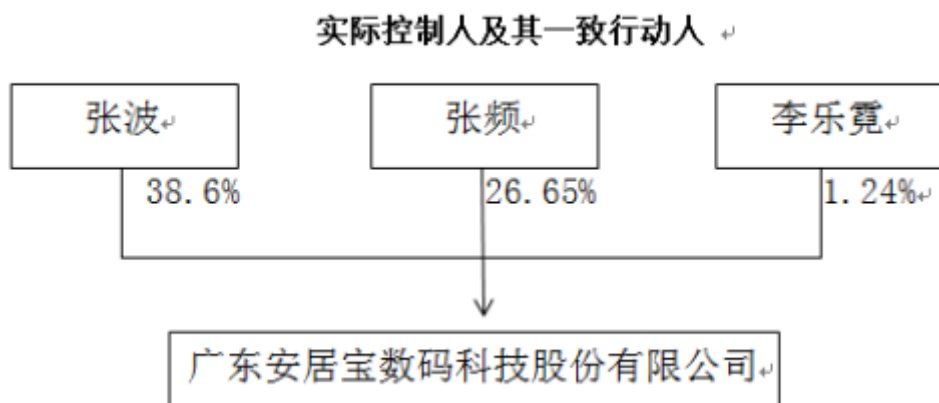 实际控制人及其一致行动人
张波 张频 李乐霓
38.6% 26.65% 1.24%
广东安居宝数码科技股份有限公司